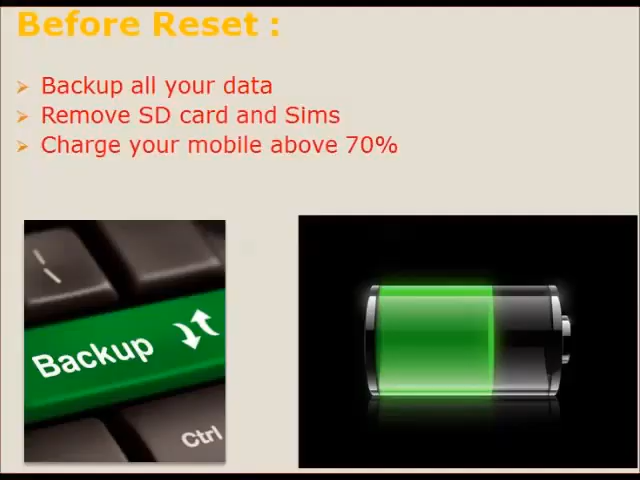 Before Reset :
Backup all your data
Remove SD card and Sims
Charge your mobile above 70%
Backup
Ctrl